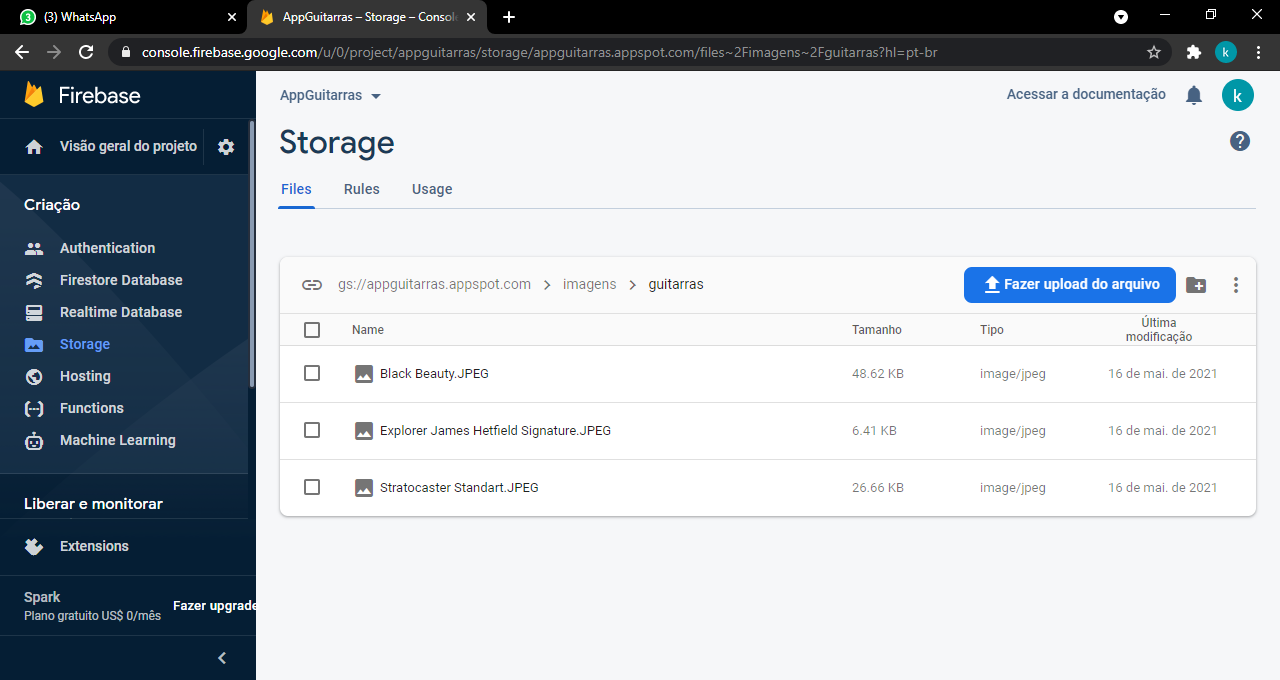 (3) WhatsApp
AppGuitarras – Storage – Consol
console.firebase.google.com/u/0/project/appguitarras/storage/appguitarras.appspot.com/files~2Fimagens~2Fguitarras?hl=pt-br
k
Firebase
AppGuitarras
Acessar a documentação
k
Visão geral do projeto
Storage
Files Rules Usage
Criação
Authentication
Firestore Database
Realtime Database
Storage
Hosting
Functions
Machine Learning
Liberar e monitorar
Extensions
Spark
Plano gratuito US$ 0/mês
Fazer upgrade
gs://appguitarras.appspot.com > imagens > guitarras
Fazer upload do arquivo
Name Tamanho Tipo Última modificação
Black Beauty.JPEG 48.62 KB image/jpeg 16 de mai. de 2021
Explorer James Hetfield Signature.JPEG 6.41 KB image/jpeg 16 de mai. de 2021
Stratocaster Standart.JPEG 26.66 KB image/jpeg 16 de mai. de 2021